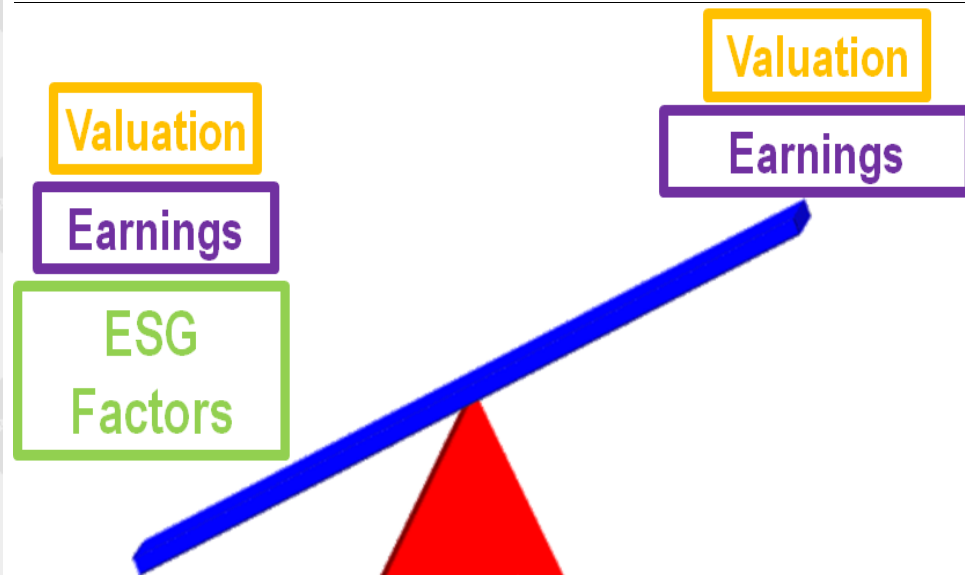 Valuation
Earnings
ESG
Factors
Valuation
Earnings